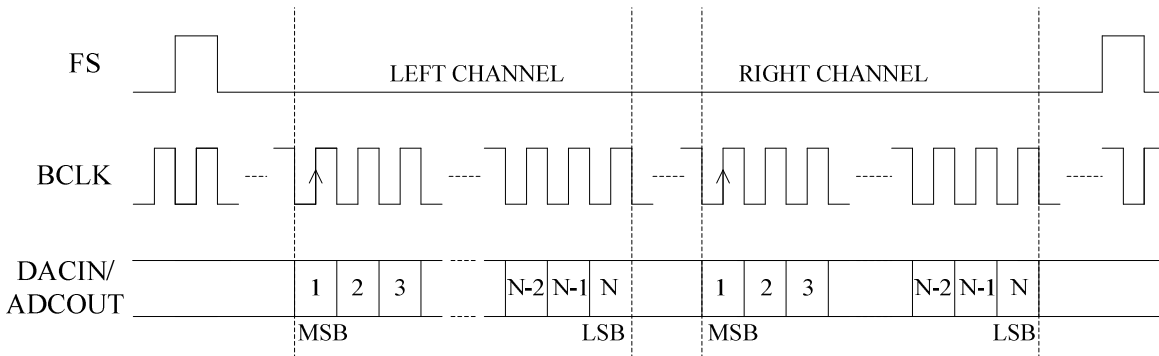 FS
LEFT CHANNEL
RIGHT CHANNEL
BCLK
DACIN/
ADCOUT
1 2 3 N-2 N-1 N 1 2 3 N-2 N-1 N
MSB LSB MSB LSB